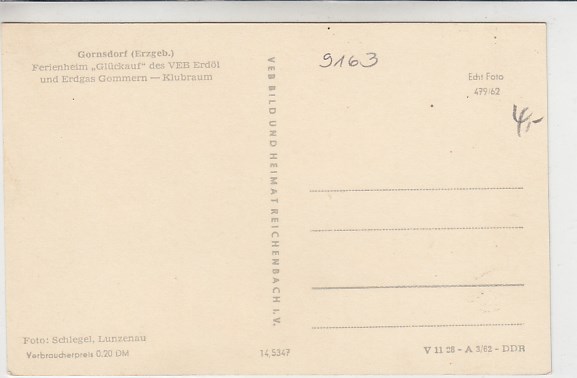 Gornsdorf (Erzgeb.)
Ferienheim „Glückauf" des VEB Erdöl
und Erdgas Gommern — Klubraum
9163
Echt Foto
479/62
4,-
VEB BILD UND HEIMAT REICHENBACH I. V.
Foto: Schlegel, Lunzenau
Verbraucherpreis 0,20 DM
14,5347
V 11 28 - A 3/62 - DDR